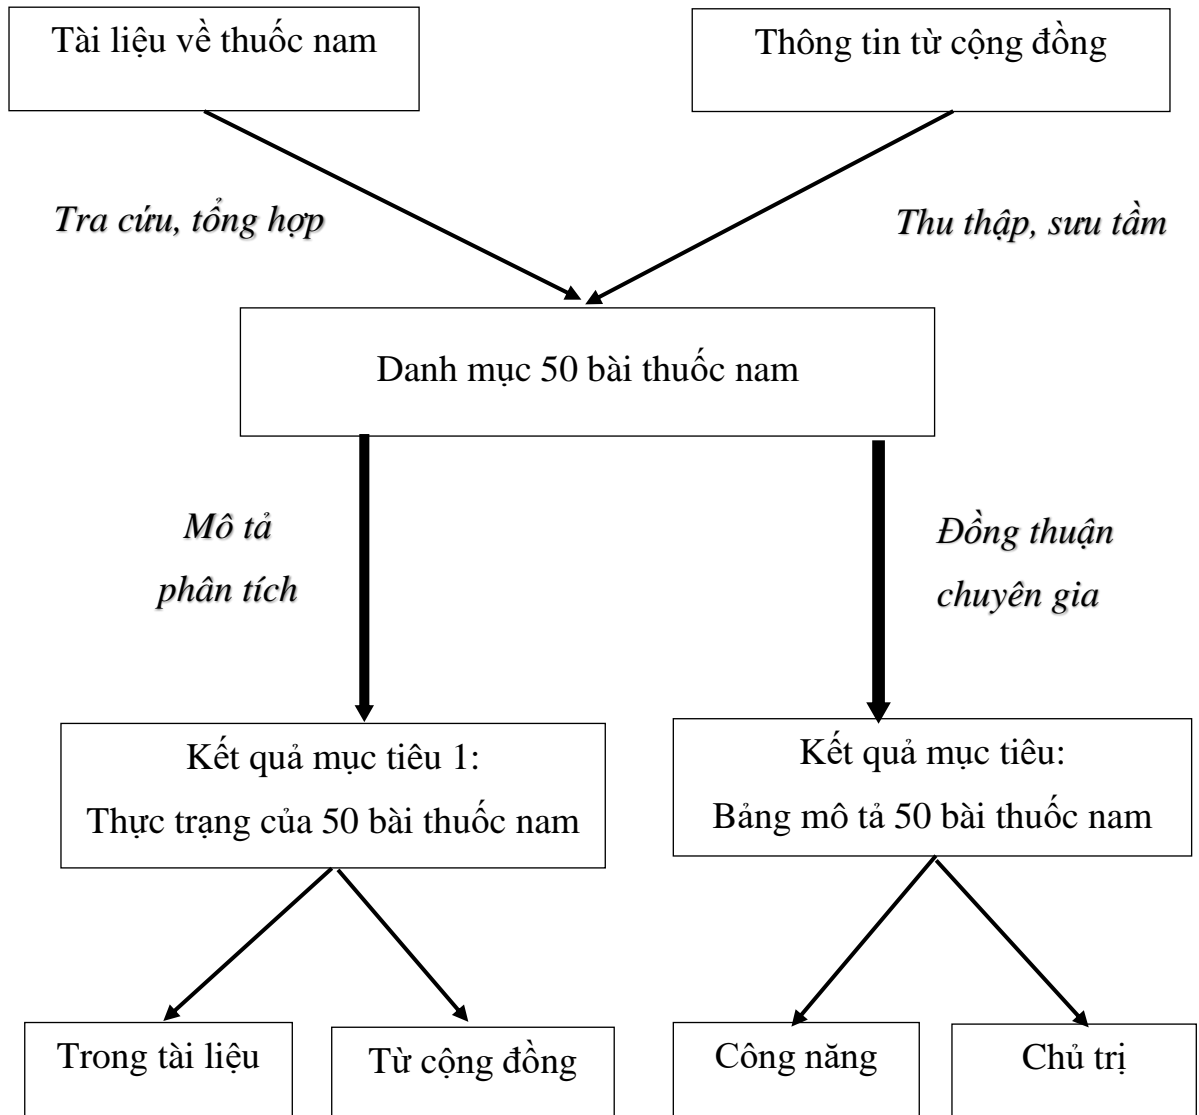 Tài liệu về thuốc nam
Thông tin từ cộng đồng
Tra cứu, tổng hợp
Thu thập, sưu tầm
Danh mục 50 bài thuốc nam
Mô tả
phân tích
Đồng thuận
chuyên gia
Kết quả mục tiêu 1:
Thực trạng của 50 bài thuốc nam
Kết quả mục tiêu:
Bảng mô tả 50 bài thuốc nam
Trong tài liệu
Từ cộng đồng
Công năng
Chủ trị